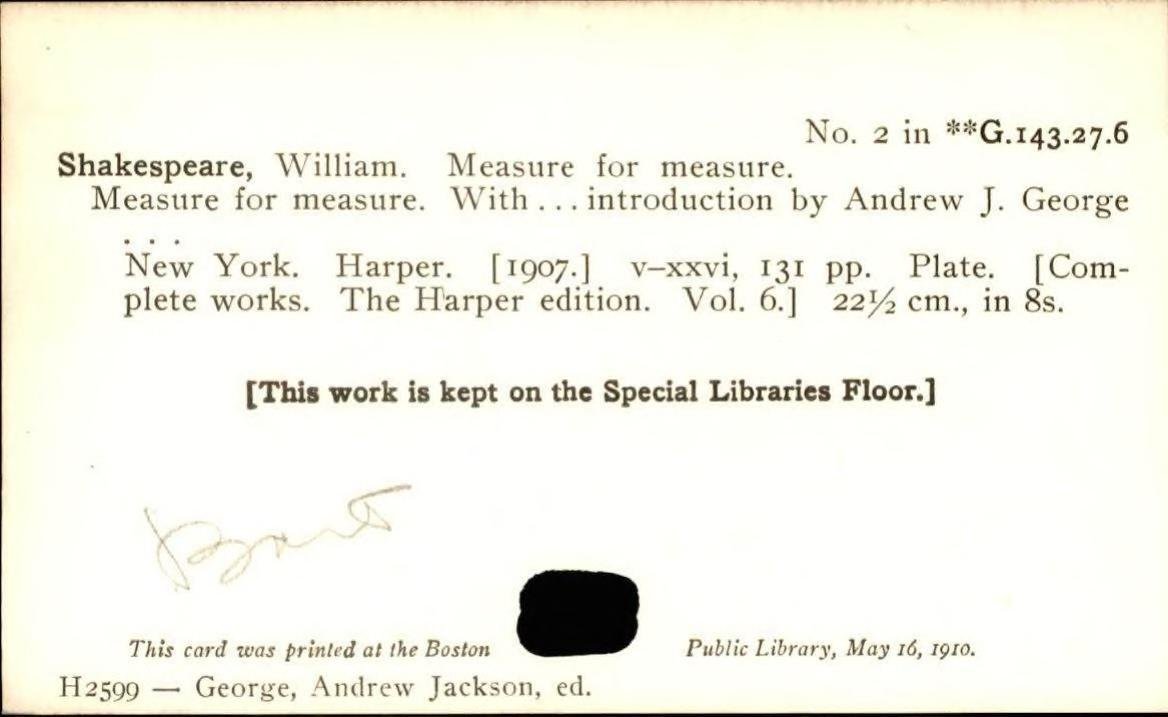 No. 2 in **G.143.27.6
Shakespeare, William. Measure for measure.
Measure for measure. With ... introduction by Andrew J. George
. . .
New York. Harper. [1907.] v–xxvi, 131 pp. Plate. [Com-
plete works. The Harper edition. Vol. 6.] 22½ cm., in 8s.
[This work is kept on the Special Libraries Floor.]
This card was printed at the Boston Public Library, May 16, 1910.
H2599 — George, Andrew Jackson, ed.